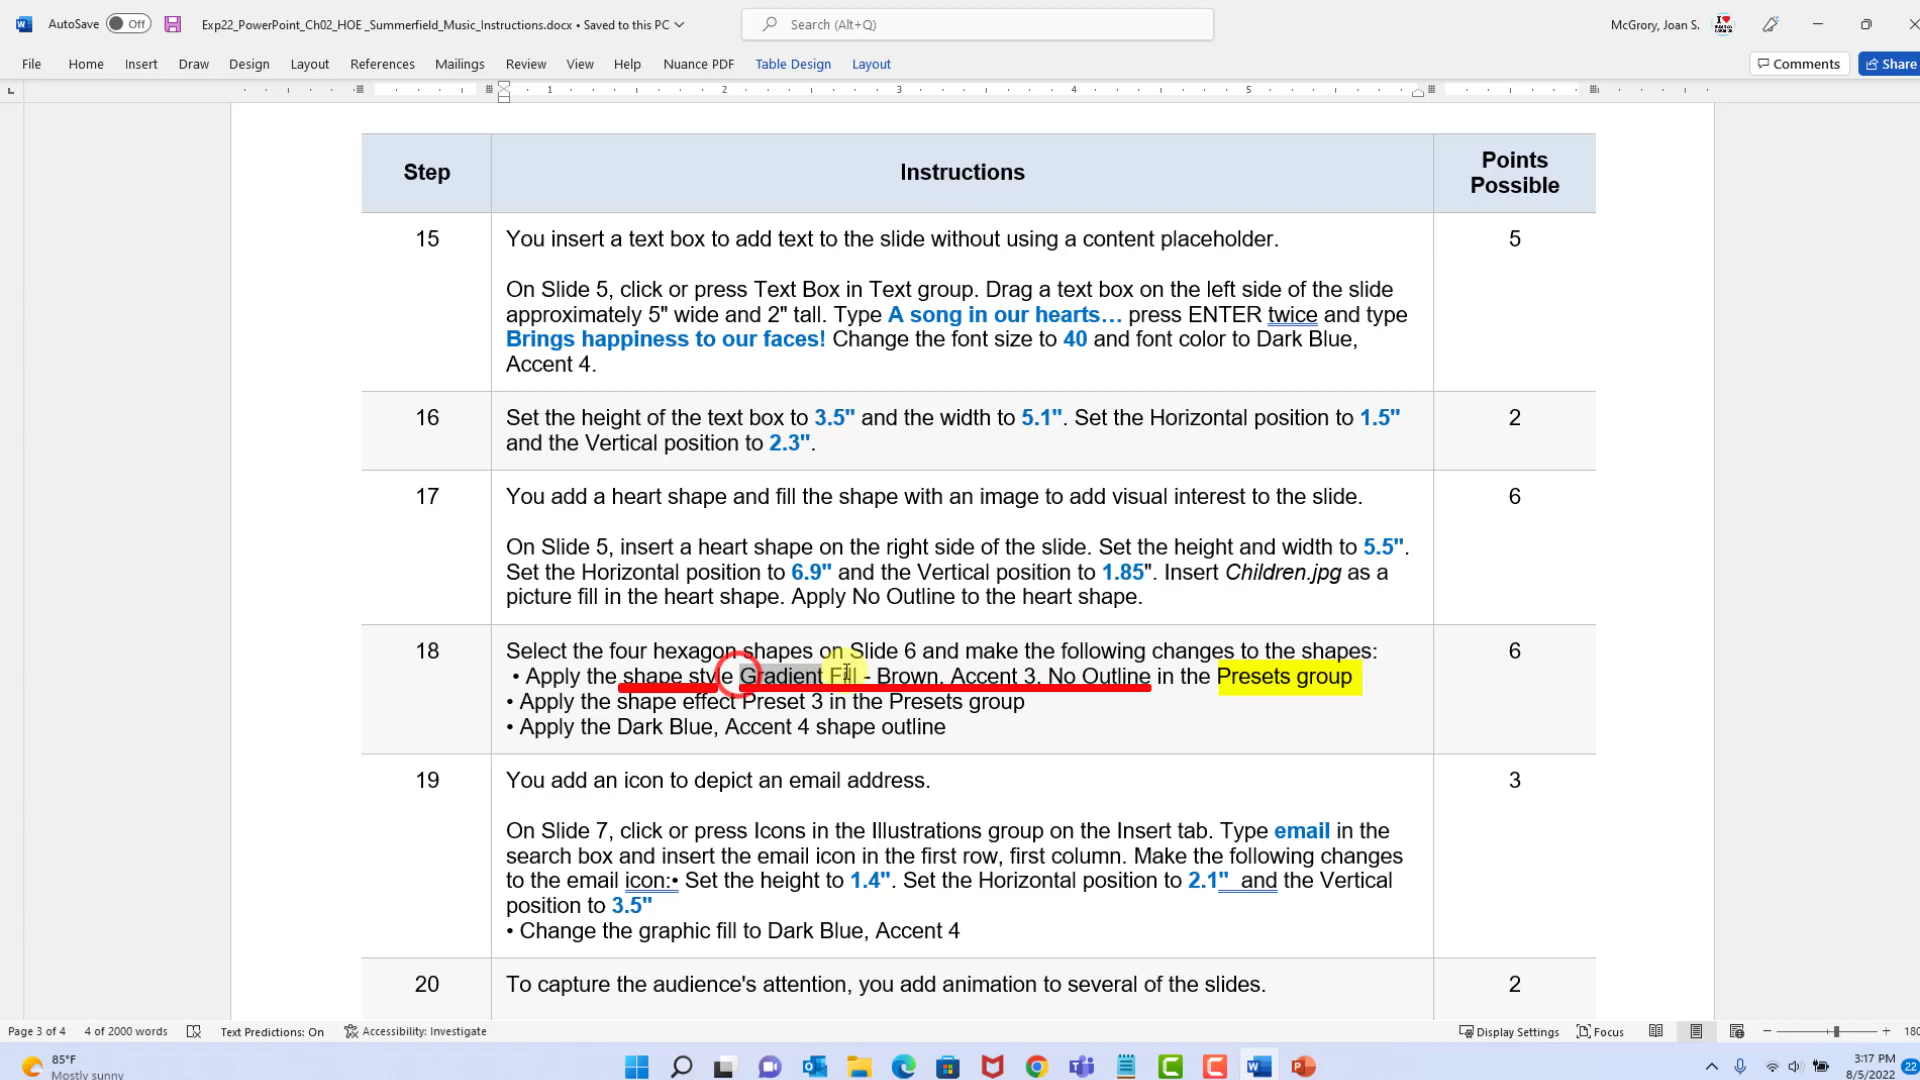 AutoSave Off Exp22_PowerPoint_Ch02_HOE _Summerfield_Music_Instructions.docx • Saved to this PC Search (Alt+Q) McGrory, Joan S.
File Home Insert Draw Design Layout References Mailings Review View Help Nuance PDF Table Design Layout Comments Share
1 2 3 4 5
Step Instructions Points Possible
15 You insert a text box to add text to the slide without using a content placeholder. 5
On Slide 5, click or press Text Box in Text group. Drag a text box on the left side of the slide
approximately 5" wide and 2" tall. Type A song in our hearts… press ENTER twice and type
Brings happiness to our faces! Change the font size to 40 and font color to Dark Blue,
Accent 4.
16 Set the height of the text box to 3.5" and the width to 5.1". Set the Horizontal position to 1.5" 2
and the Vertical position to 2.3".
17 You add a heart shape and fill the shape with an image to add visual interest to the slide. 6
On Slide 5, insert a heart shape on the right side of the slide. Set the height and width to 5.5".
Set the Horizontal position to 6.9" and the Vertical position to 1.85". Insert Children.jpg as a
picture fill in the heart shape. Apply No Outline to the heart shape.
18 Select the four hexagon shapes on Slide 6 and make the following changes to the shapes: 6
• Apply the shape style Gradient Fill - Brown, Accent 3, No Outline in the Presets group
• Apply the shape effect Preset 3 in the Presets group
• Apply the Dark Blue, Accent 4 shape outline
19 You add an icon to depict an email address. 3
On Slide 7, click or press Icons in the Illustrations group on the Insert tab. Type email in the
search box and insert the email icon in the first row, first column. Make the following changes
to the email icon:• Set the height to 1.4". Set the Horizontal position to 2.1" and the Vertical
position to 3.5"
• Change the graphic fill to Dark Blue, Accent 4
20 To capture the audience's attention, you add animation to several of the slides. 2
Page 3 of 4 4 of 2000 words Text Predictions: On Accessibility: Investigate Display Settings Focus 180
85°F
Mostly sunny
3:17 PM
8/5/2022
22